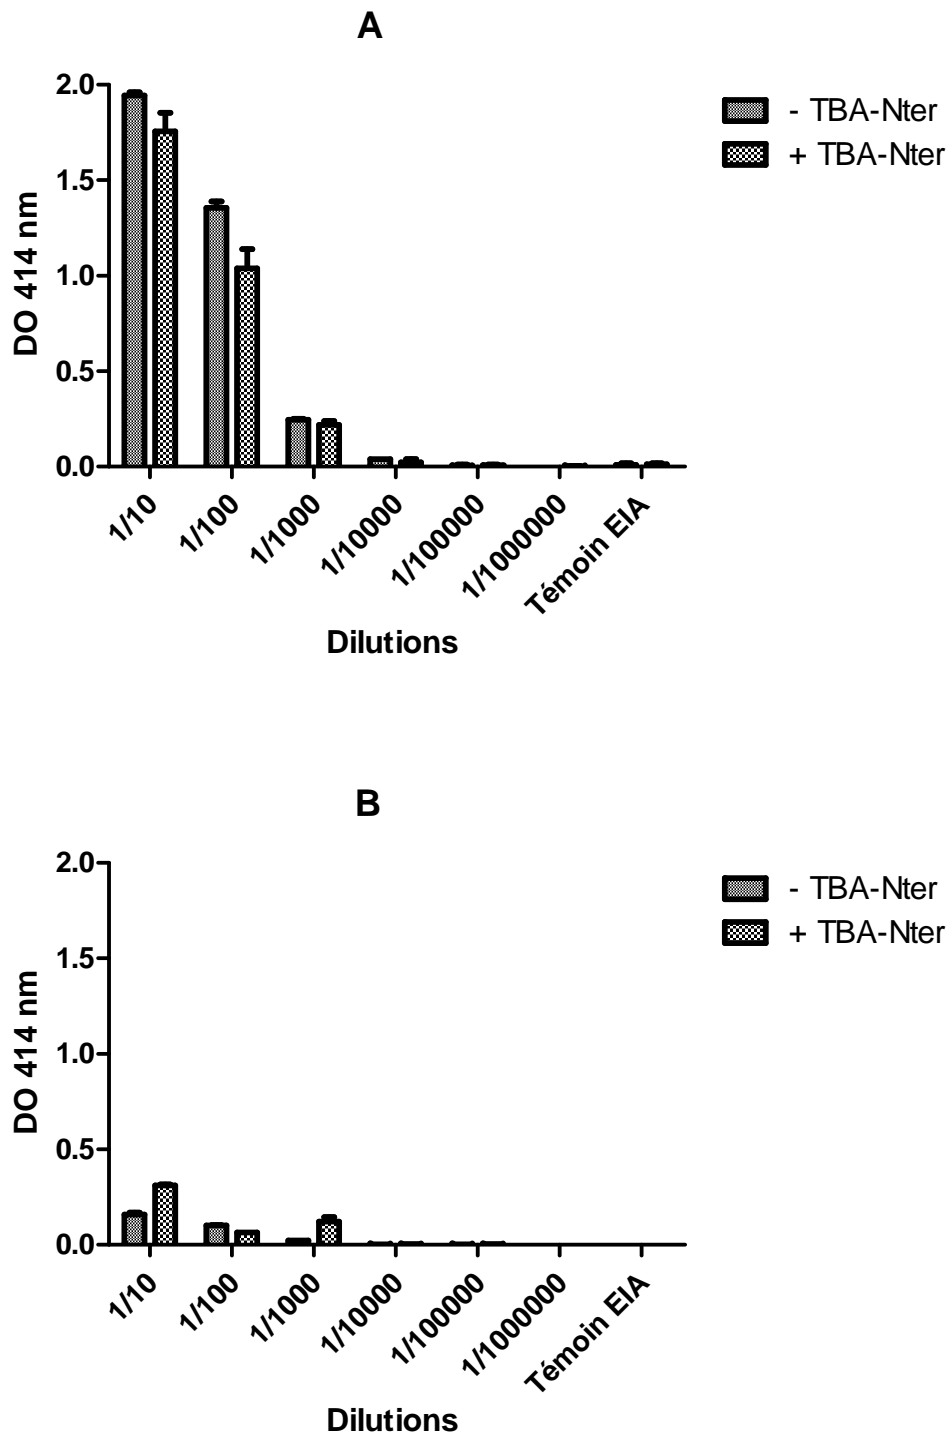 A
2.0
1.5
1.0
0.5
0.0
DO 414 nm
- TBA-Nter
+ TBA-Nter
1/10
1/100
1/1000
1/10000
1/100000
1/1000000
Témoin EIA
Dilutions
B
2.0
1.5
1.0
0.5
0.0
DO 414 nm
- TBA-Nter
+ TBA-Nter
1/10
1/100
1/1000
1/10000
1/100000
1/1000000
Témoin EIA
Dilutions